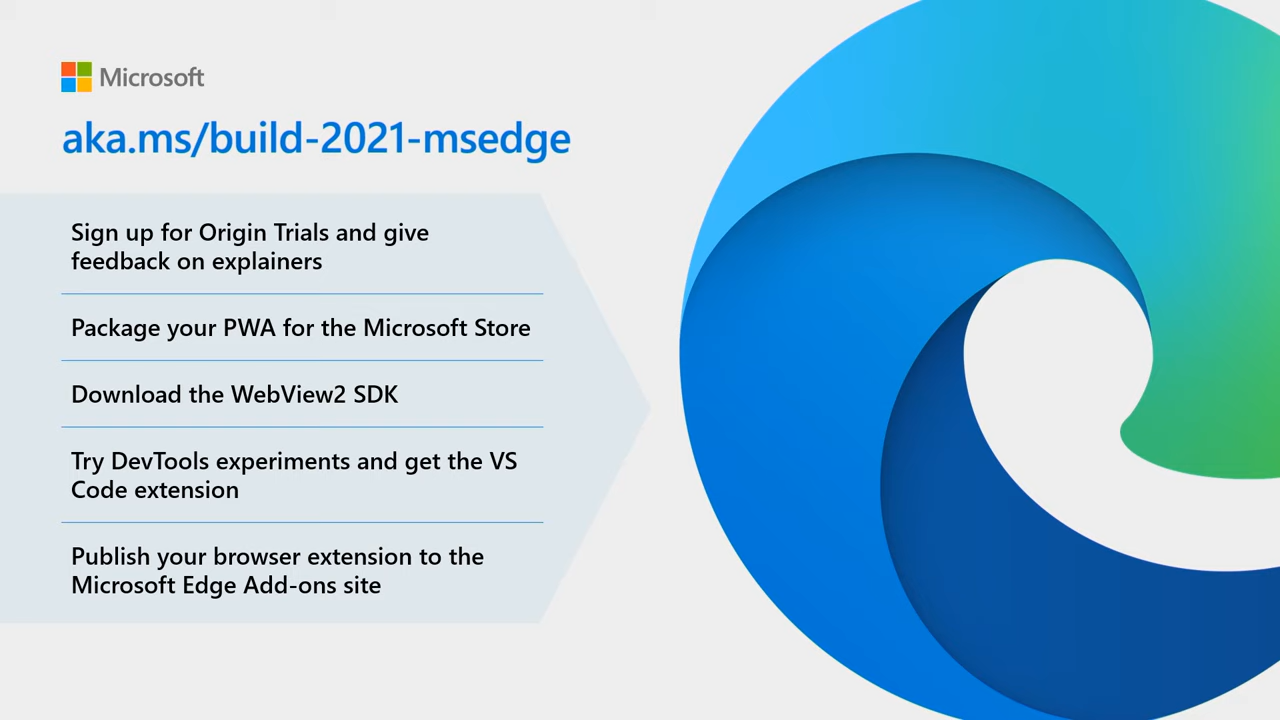 Microsoft
aka.ms/build-2021-msedge
Sign up for Origin Trials and give
feedback on explainers
Package your PWA for the Microsoft Store
Download the WebView2 SDK
Try DevTools experiments and get the VS
Code extension
Publish your browser extension to the
Microsoft Edge Add-ons site